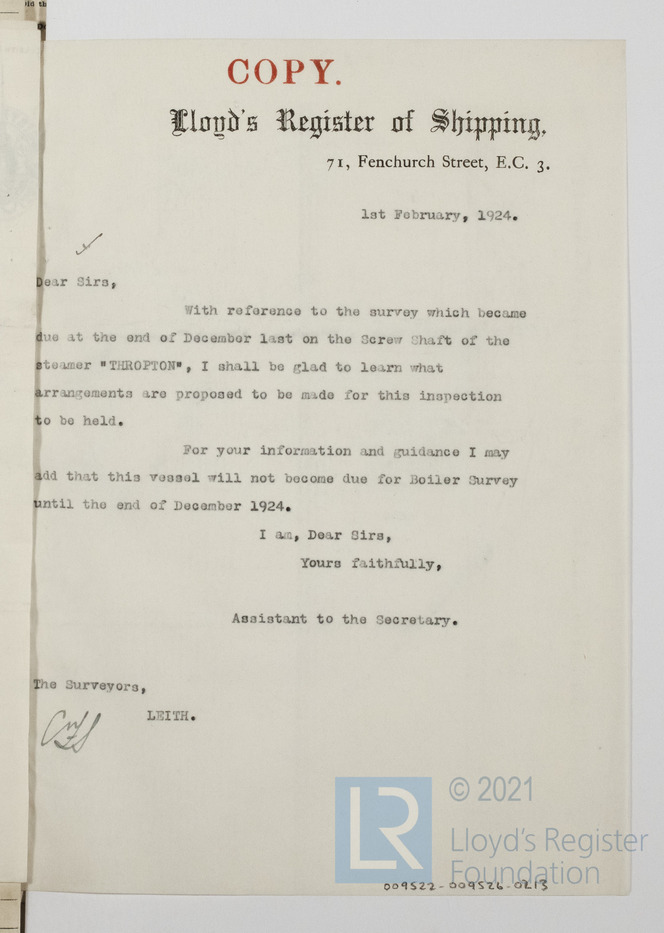 COPY.
Lloyd's Register of Shipping,
71, Fenchurch Street, E.C. 3.
1st February, 1924.
Dear Sirs,
With reference to the survey which became
due at the end of December last on the Screw Shaft of the
steamer "THROPTON", I shall be glad to learn what
arrangements are proposed to be made for this inspection
to be held.
For your information and guidance I may
add that this vessel will not become due for Boiler Survey
until the end of December 1924.
I am, Dear Sirs,
Yours faithfully,
Assistant to the Secretary.
The Surveyors,
LEITH.
LR
© 2021
Lloyd's Register
Foundation
009522-009526-0213